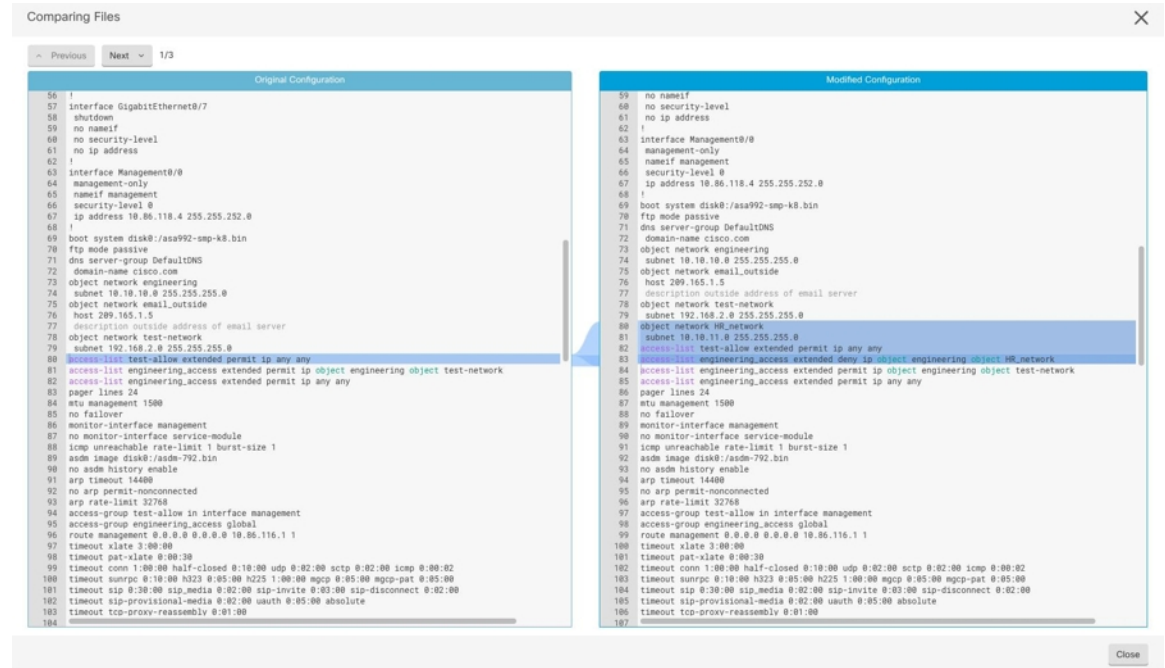 Comparing Files
Previous Next 1/3
Original Configuration
56 !
57 interface GigabitEthernet0/7
58 shutdown
59 no nameif
60 no security-level
61 no ip address
62 !
63 interface Management0/0
64 management-only
65 nameif management
66 security-level 0
67 ip address 10.86.118.4 255.255.252.0
68 !
69 boot system disk0:/asa992-smp-k8.bin
70 ftp mode passive
71 dns server-group DefaultDNS
72 domain-name cisco.com
73 object network engineering
74 subnet 10.10.10.0 255.255.255.0
75 object network email_outside
76 host 209.165.1.5
77 description outside address of email server
78 object network test-network
79 subnet 192.168.2.0 255.255.255.0
80 access-list test-allow extended permit ip any any
81 access-list engineering_access extended permit ip object engineering object test-network
82 access-list engineering_access extended permit ip any any
83 pager lines 24
84 mtu management 1500
85 no failover
86 monitor-interface management
87 no monitor-interface service-module
88 icmp unreachable rate-limit 1 burst-size 1
89 asdm image disk0:/asdm-792.bin
90 no asdm history enable
91 arp timeout 14400
92 no arp permit-nonconnected
93 arp rate-limit 32768
94 access-group test-allow in interface management
95 access-group engineering_access global
96 route management 0.0.0.0 0.0.0.0 10.86.116.1 1
97 timeout xlate 3:00:00
98 timeout pat-xlate 0:00:30
99 timeout conn 1:00:00 half-closed 0:10:00 udp 0:02:00 sctp 0:02:00 icmp 0:00:02
100 timeout sunrpc 0:10:00 h323 0:05:00 h225 1:00:00 mgcp 0:05:00 mgcp-pat 0:05:00
101 timeout sip 0:30:00 sip_media 0:02:00 sip-invite 0:03:00 sip-disconnect 0:02:00
102 timeout sip-provisional-media 0:02:00 uauth 0:05:00 absolute
103 timeout tcp-proxy-reassembly 0:01:00
104
Modified Configuration
59 no nameif
60 no security-level
61 no ip address
62 !
63 interface Management0/0
64 management-only
65 nameif management
66 security-level 0
67 ip address 10.86.118.4 255.255.252.0
68 !
69 boot system disk0:/asa992-smp-k8.bin
70 ftp mode passive
71 dns server-group DefaultDNS
72 domain-name cisco.com
73 object network engineering
74 subnet 10.10.10.0 255.255.255.0
75 object network email_outside
76 host 209.165.1.5
77 description outside address of email server
78 object network test-network
79 subnet 192.168.2.0 255.255.255.0
80 object network HR_network
81 subnet 10.10.11.0 255.255.255.0
82 access-list test-allow extended permit ip any any
83 access-list engineering_access extended deny ip object engineering object HR_network
84 access-list engineering_access extended permit ip object engineering object test-network
85 access-list engineering_access extended permit ip any any
86 pager lines 24
87 mtu management 1500
88 no failover
89 monitor-interface management
90 no monitor-interface service-module
91 icmp unreachable rate-limit 1 burst-size 1
92 asdm image disk0:/asdm-792.bin
93 no asdm history enable
94 arp timeout 14400
95 no arp permit-nonconnected
96 arp rate-limit 32768
97 access-group test-allow in interface management
98 access-group engineering_access global
99 route management 0.0.0.0 0.0.0.0 10.86.116.1 1
100 timeout xlate 3:00:00
101 timeout pat-xlate 0:00:30
102 timeout conn 1:00:00 half-closed 0:10:00 udp 0:02:00 sctp 0:02:00 icmp 0:00:02
103 timeout sunrpc 0:10:00 h323 0:05:00 h225 1:00:00 mgcp 0:05:00 mgcp-pat 0:05:00
104 timeout sip 0:30:00 sip_media 0:02:00 sip-invite 0:03:00 sip-disconnect 0:02:00
105 timeout sip-provisional-media 0:02:00 uauth 0:05:00 absolute
106 timeout tcp-proxy-reassembly 0:01:00
107
Close